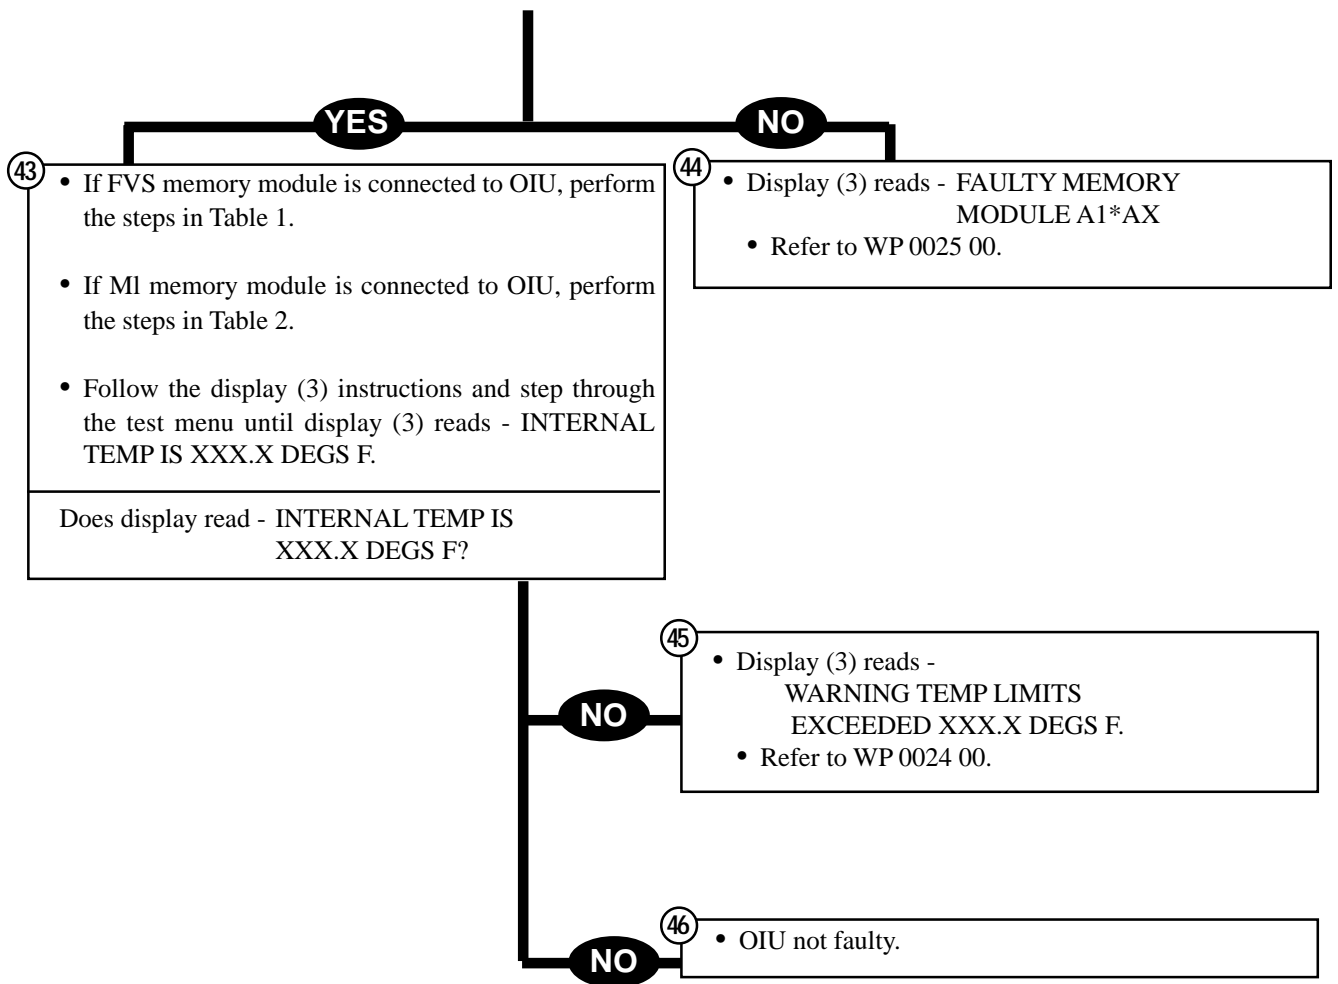 YES
NO
43
• If FVS memory module is connected to OIU, perform
the steps in Table 1.
• If Ml memory module is connected to OIU, perform
the steps in Table 2.
• Follow the display (3) instructions and step through
the test menu until display (3) reads - INTERNAL
TEMP IS XXX.X DEGS F.
Does display read - INTERNAL TEMP IS
XXX.X DEGS F?
44
• Display (3) reads - FAULTY MEMORY
MODULE A1*AX
• Refer to WP 0025 00.
NO
45
• Display (3) reads -
WARNING TEMP LIMITS
EXCEEDED XXX.X DEGS F.
• Refer to WP 0024 00.
NO
46
• OIU not faulty.